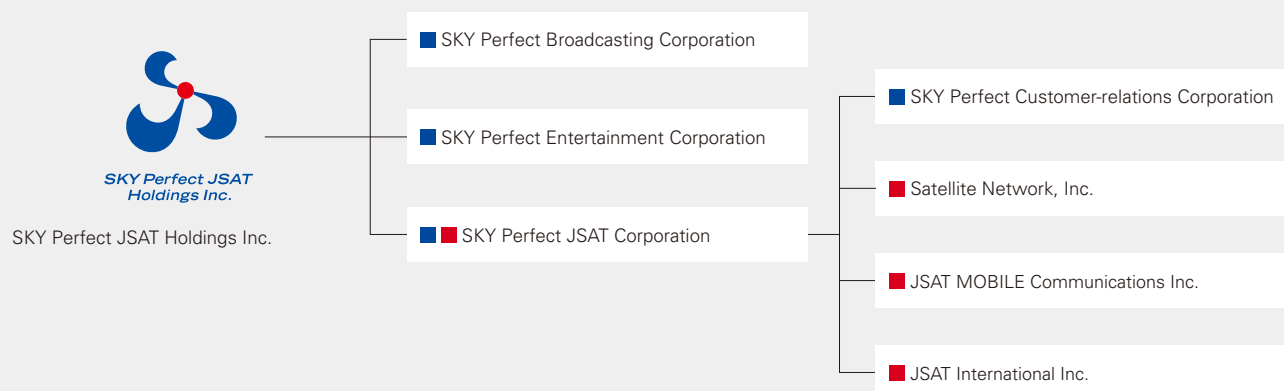 SKY Perfect JSAT
Holdings Inc.
SKY Perfect JSAT Holdings Inc.
SKY Perfect Broadcasting Corporation
SKY Perfect Entertainment Corporation
SKY Perfect JSAT Corporation
SKY Perfect Customer-relations Corporation
Satellite Network, Inc.
JSAT MOBILE Communications Inc.
JSAT International Inc.